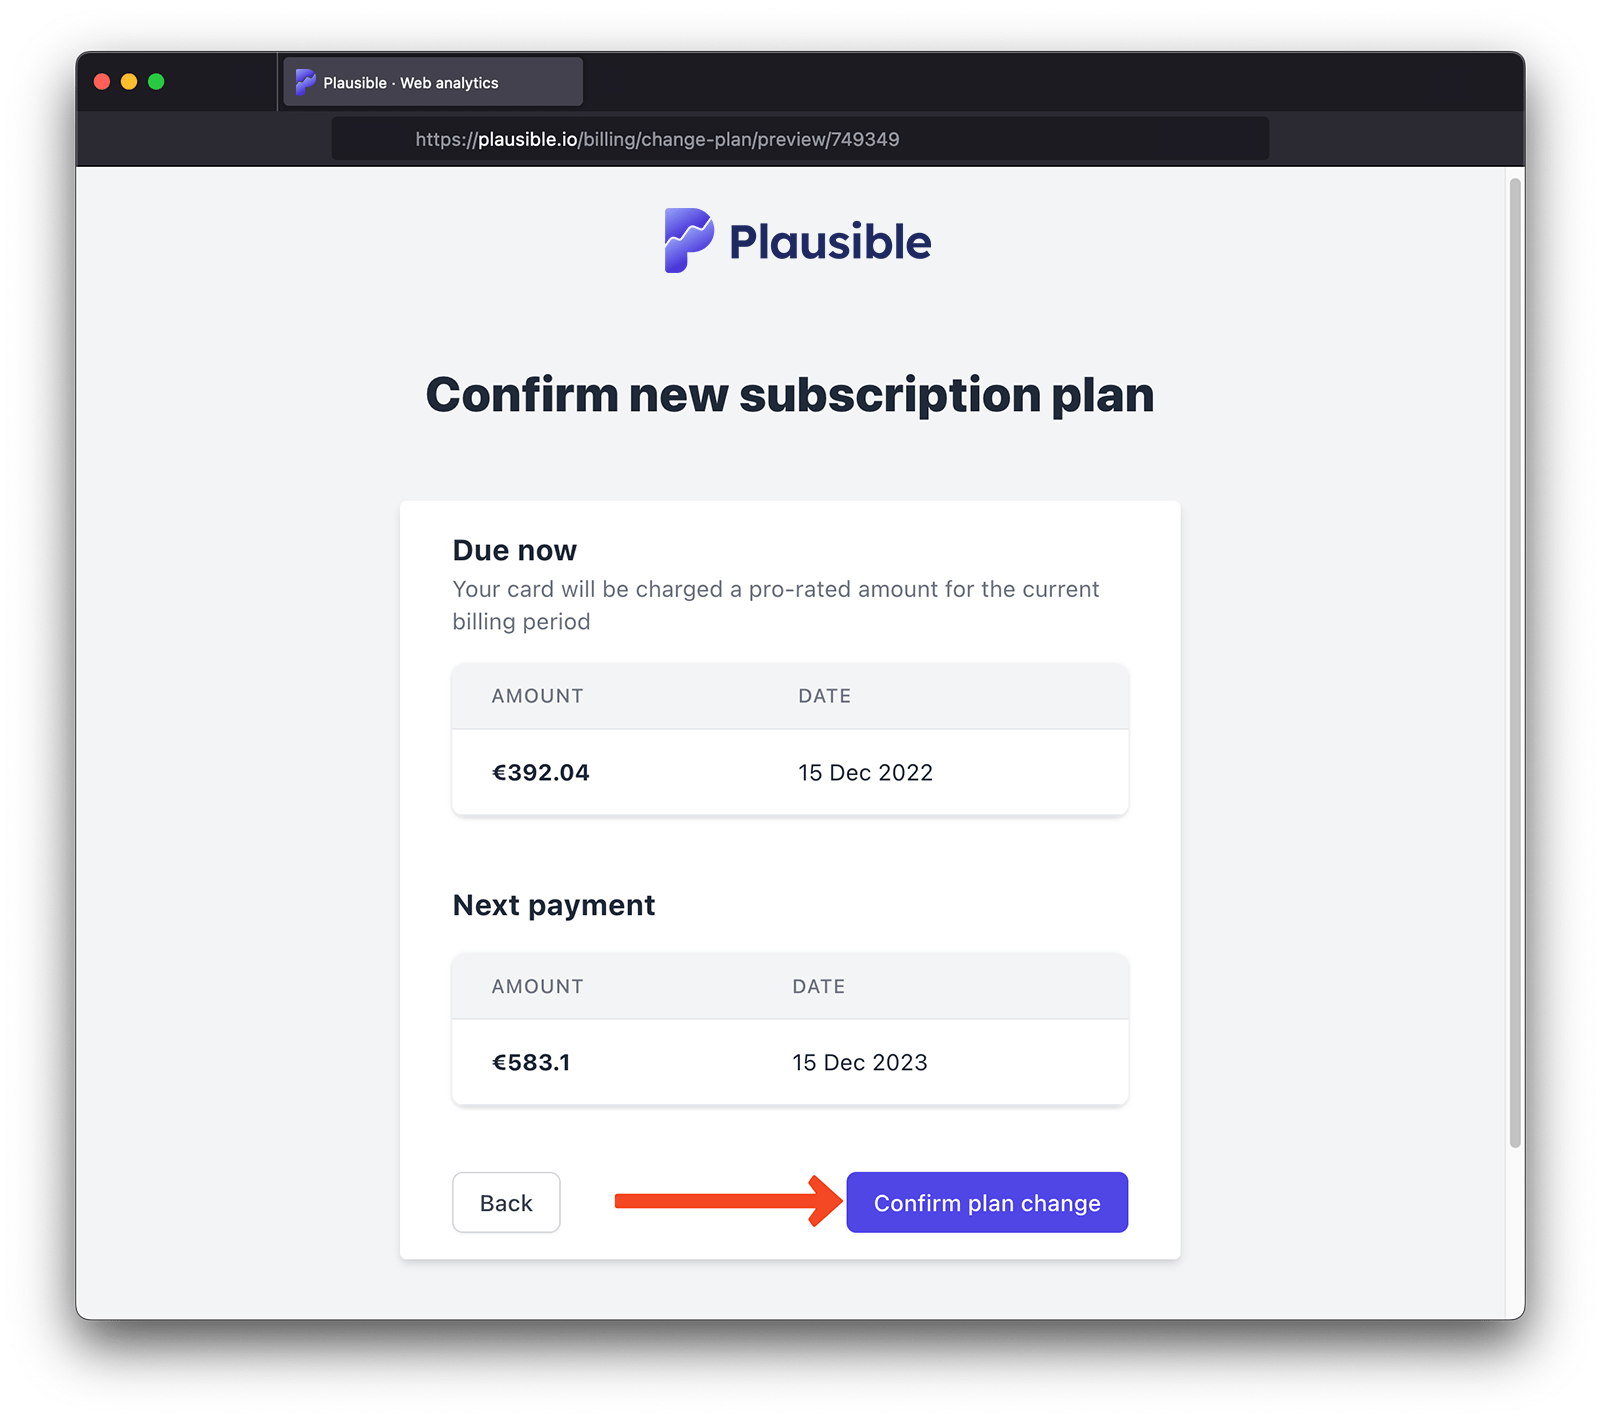 Plausible · Web analytics
https://plausible.io/billing/change-plan/preview/749349
Plausible
Confirm new subscription plan
Due now
Your card will be charged a pro-rated amount for the current
billing period
AMOUNT DATE
€392.04 15 Dec 2022
Next payment
AMOUNT DATE
€583.1 15 Dec 2023
Back Confirm plan change